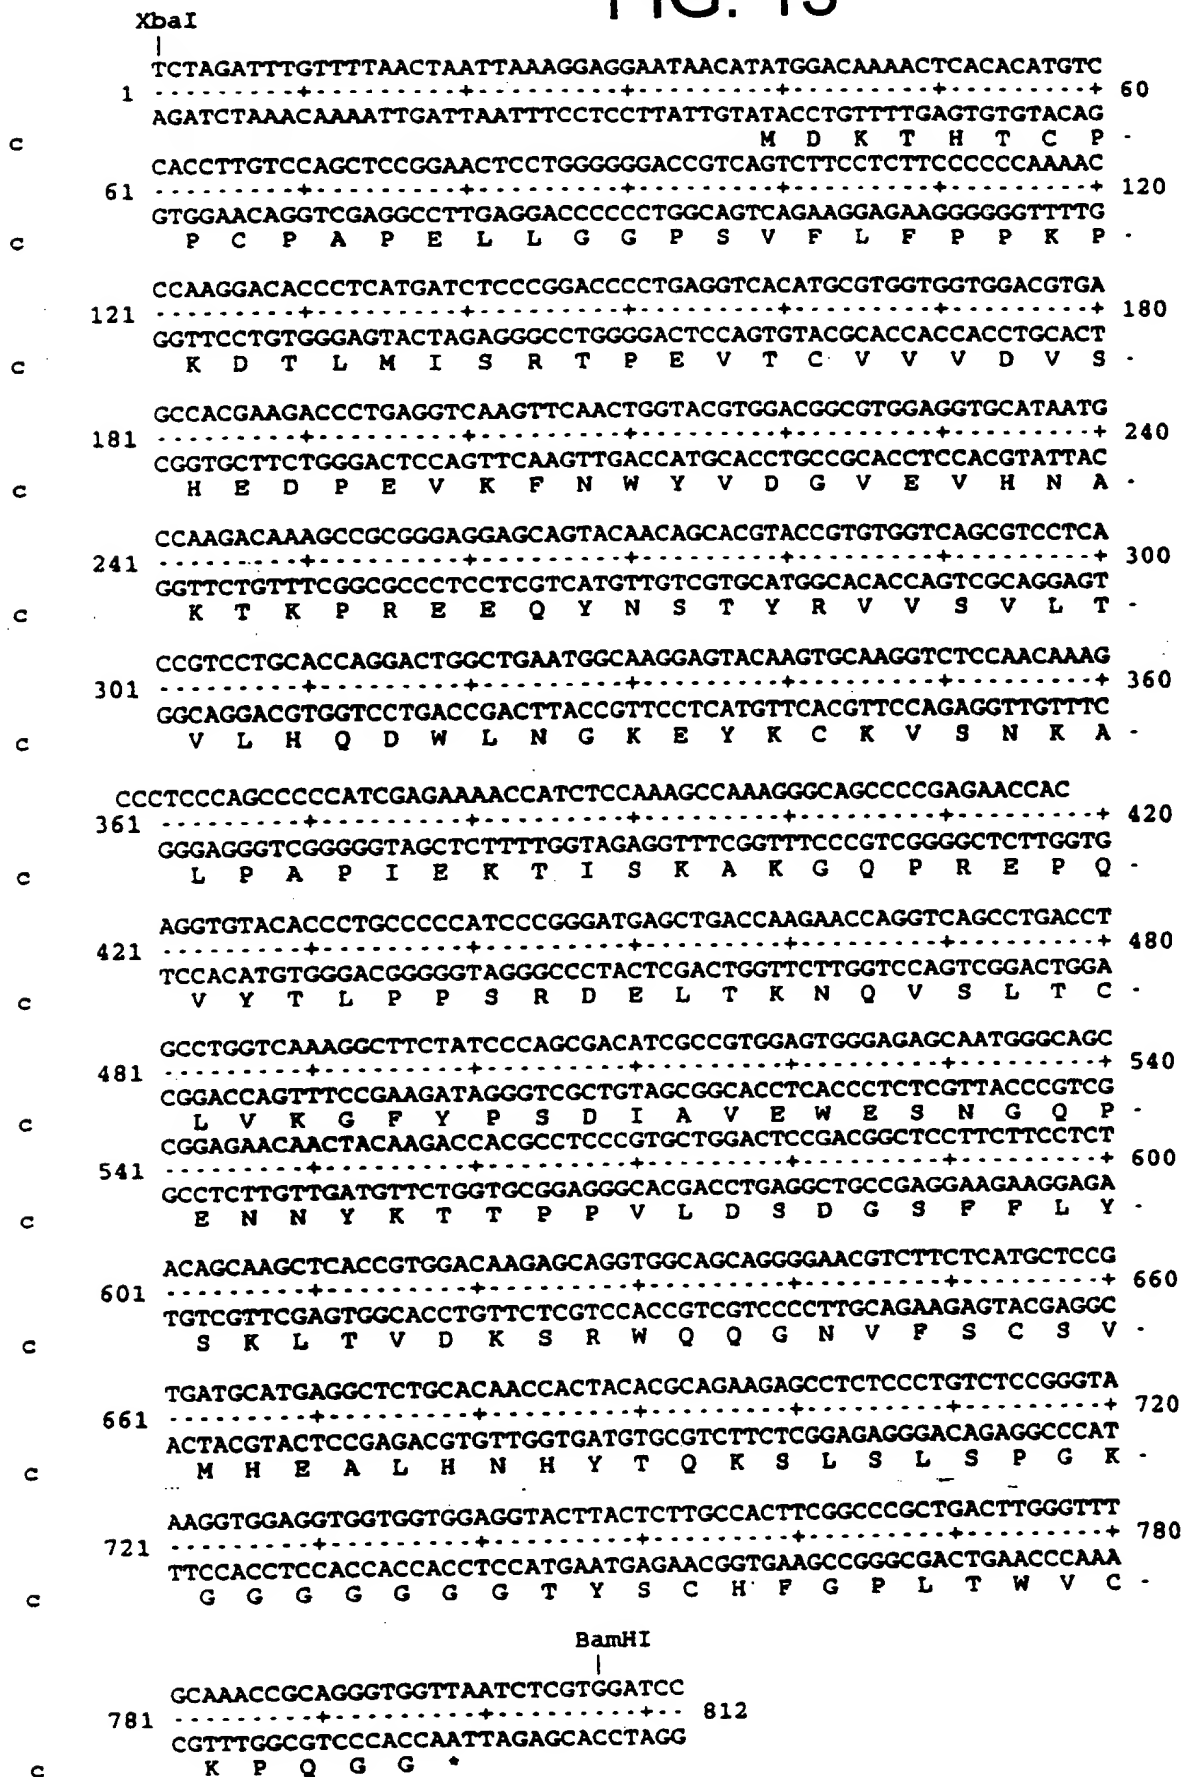 FIG.
XbaI
|
TCTAGATTTGTTTTAACTAATTAAAGGAGGAATAACATATGGACAAAACTCACACATGTC
1 ---------+---------+---------+---------+---------+---------+ 60
AGATCTAAACAAAATTGATTAATTTCCTCCTTATTGTATACCTGTTTTGAGTGTGTACAG
c M D K T H T C P -
CACCTTGTCCAGCTCCGGAACTCCTGGGGGGACCGTCAGTCTTCCTCTTCCCCCCAAAAC
61 ---------+---------+---------+---------+---------+---------+ 120
GTGGAACAGGTCGAGGCCTTGAGGACCCCCCTGGCAGTCAGAAGGAGAAGGGGGGTTTTG
c P C P A P E L L G G P S V F L F P P K P -
CCAAGGACACCCTCATGATCTCCCGGACCCCTGAGGTCACATGCGTGGTGGTGGACGTGA
121 ---------+---------+---------+---------+---------+---------+ 180
GGTTCCTGTGGGAGTACTAGAGGGCCTGGGGACTCCAGTGTACGCACCACCACCTGCACT
c K D T L M I S R T P E V T C V V V D V S -
GCCACGAAGACCCTGAGGTCAAGTTCAACTGGTACGTGGACGGCGTGGAGGTGCATAATG
181 ---------+---------+---------+---------+---------+---------+ 240
CGGTGCTTCTGGGACTCCAGTTCAAGTTGACCATGCACCTGCCGCACCTCCACGTATTAC
c H E D P E V K F N W Y V D G V E V H N A -
CCAAGACAAAGCCGCGGGAGGAGCAGTACAACAGCACGTACCGTGTGGTCAGCGTCCTCA
241 ---------+---------+---------+---------+---------+---------+ 300
GGTTCTGTTTCGGCGCCCTCCTCGTCATGTTGTCGTGCATGGCACACCAGTCGCAGGAGT
c K T K P R E E Q Y N S T Y R V V S V L T -
CCGTCCTGCACCAGGACTGGCTGAATGGCAAGGAGTACAAGTGCAAGGTCTCCAACAAAG
301 ---------+---------+---------+---------+---------+---------+ 360
GGCAGGACGTGGTCCTGACCGACTTACCGTTCCTCATGTTCACGTTCCAGAGGTTGTTTC
c V L H Q D W L N G K E Y K C K V S N K A -
CCCTCCCAGCCCCCATCGAGAAAACCATCTCCAAAGCCAAAGGGCAGCCCCGAGAACCAC
361 ---------+---------+---------+---------+---------+---------+ 420
GGGAGGGTCGGGGGTAGCTCTTTTGGTAGAGGTTTCGGTTTCCCGTCGGGGCTCTTGGTG
c L P A P I E K T I S K A K G Q P R E P Q -
AGGTGTACACCCTGCCCCCATCCCGGGATGAGCTGACCAAGAACCAGGTCAGCCTGACCT
421 ---------+---------+---------+---------+---------+---------+ 480
TCCACATGTGGGACGGGGGTAGGGCCCTACTCGACTGGTTCTTGGTCCAGTCGGACTGGA
c V Y T L P P S R D E L T K N Q V S L T C -
GCCTGGTCAAAGGCTTCTATCCCAGCGACATCGCCGTGGAGTGGGAGAGCAATGGGCAGC
481 ---------+---------+---------+---------+---------+---------+ 540
CGGACCAGTTTCCGAAGATAGGGTCGCTGTAGCGGCACCTCACCCTCTCGTTACCCGTCG
c L V K G F Y P S D I A V E W E S N G Q P -
CGGAGAACAACTACAAGACCACGCCTCCCGTGCTGGACTCCGACGGCTCCTTCTTCCTCT
541 ---------+---------+---------+---------+---------+---------+ 600
GCCTCTTGTTGATGTTCTGGTGCGGAGGGCACGACCTGAGGCTGCCGAGGAAGAAGGAGA
c E N N Y K T T P P V L D S D G S F F L Y -
ACAGCAAGCTCACCGTGGACAAGAGCAGGTGGCAGCAGGGGAACGTCTTCTCATGCTCCG
601 ---------+---------+---------+---------+---------+---------+ 660
TGTCGTTCGAGTGGCACCTGTTCTCGTCCACCGTCGTCCCCTTGCAGAAGAGTACGAGGC
c S K L T V D K S R W Q Q G N V F S C S V -
TGATGCATGAGGCTCTGCACAACCACTACACGCAGAAGAGCCTCTCCCTGTCTCCGGGTA
661 ---------+---------+---------+---------+---------+---------+ 720
ACTACGTACTCCGAGACGTGTTGGTGATGTGCGTCTTCTCGGAGAGGGACAGAGGCCCAT
c M H E A L H N H Y T Q K S L S L S P G K -
AAGGTGGAGGTGGTGGTGGAGGTACTTACTCTTGCCACTTCGGCCCGCTGACTTGGGTTT
721 ---------+---------+---------+---------+---------+---------+ 780
TTCCACCTCCACCACCACCTCCATGAATGAGAACGGTGAAGCCGGGCGACTGAACCCAAA
c G G G G G G G T Y S C H F G P L T W V C -
BamHI
|
GCAAACCGCAGGGTGGTTAATCTCGTGGATCC
781 ---------+---------+---------+-- 812
CGTTTGGCGTCCCACCAATTAGAGCACCTAGG
c K P Q G G *